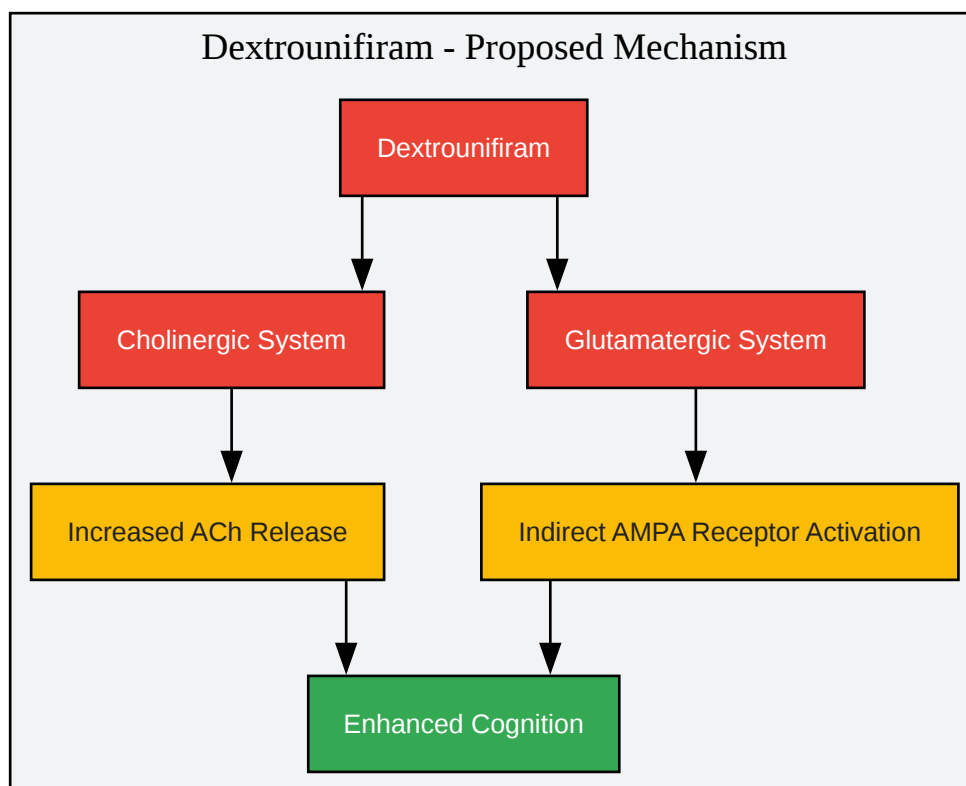 Dextrounifiram - Proposed Mechanism
Dextrounifiram
Cholinergic System
Glutamatergic System
Increased ACh Release
Indirect AMPA Receptor Activation
Enhanced Cognition